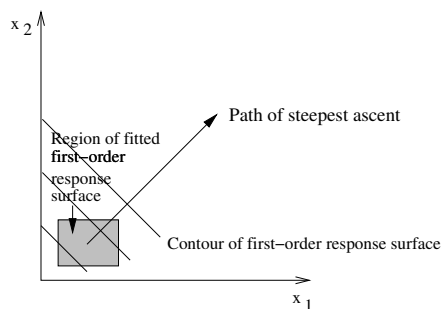 x 2
Path of steepest ascent
Region of fitted
first-order
response
surface
Contour of first-order response surface
x 1